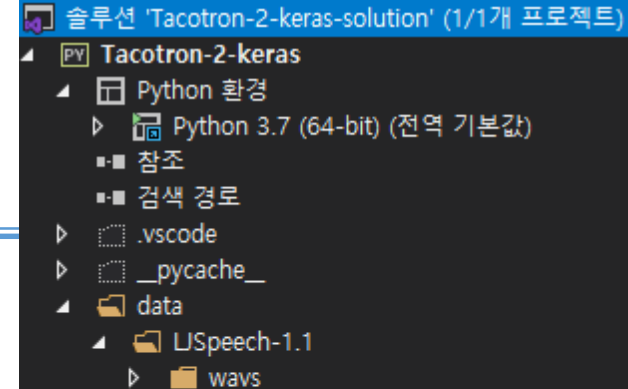 솔루션 'Tacotron-2-keras-solution' (1/1개 프로젝트)
PY Tacotron-2-keras
Python 환경
Python 3.7 (64-bit) (전역 기본값)
참조
검색 경로
.vscode
__pycache__
data
LJSpeech-1.1
wavs